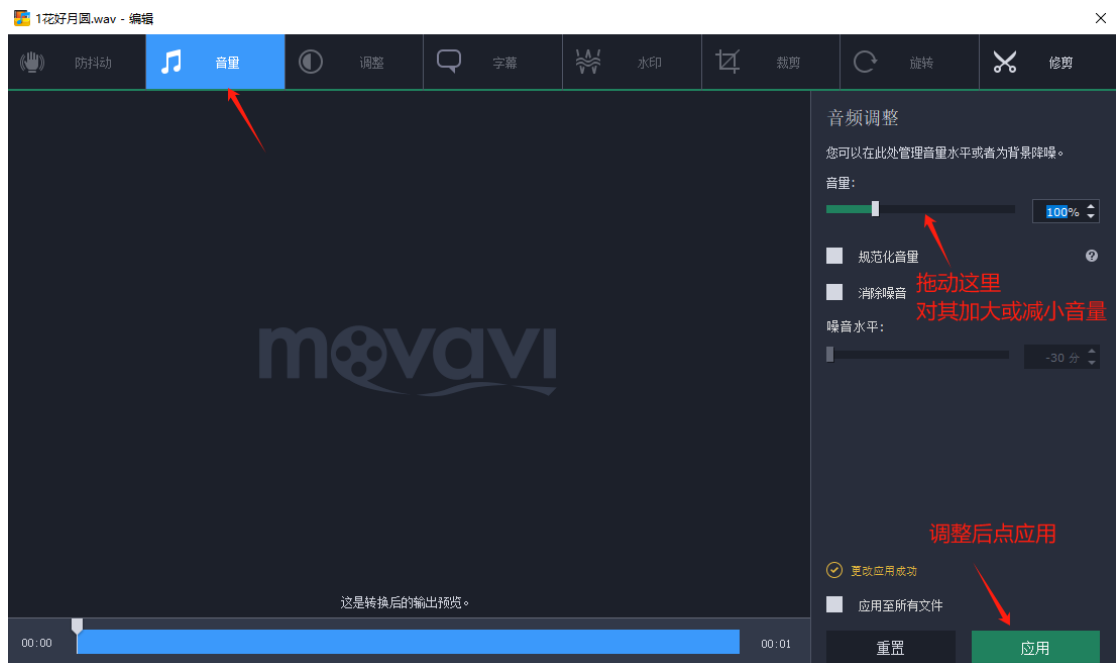 1花好月圆.wav - 编辑
防抖动
音量
调整
字幕
水印
裁剪
旋转
修剪
音频调整
您可以在此处管理音量水平或者为背景降噪。
音量:
100%
规范化音量
消除噪音
拖动这里
对其加大或减小音量
噪音水平:
-30 分
movavi
调整后点应用
更改应用成功
这是转换后的输出预览。
应用至所有文件
00:00
00:01
重置
应用